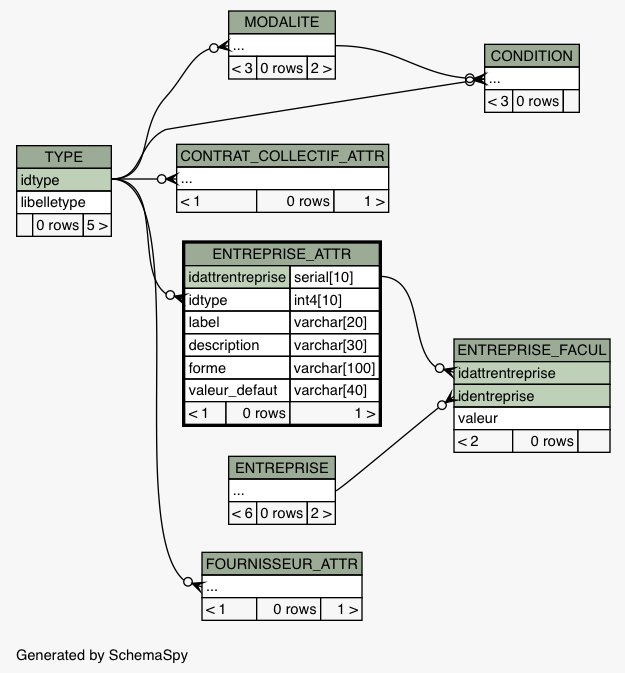 MODALITE
...
< 3 0 rows 2 >
CONDITION
...
< 3 0 rows
TYPE
idtype
libelletype
0 rows 5 >
CONTRAT_COLLECTIF_ATTR
...
< 1 0 rows 1 >
ENTREPRISE_ATTR
idattrentreprise serial[10]
idtype int4[10]
label varchar[20]
description varchar[30]
forme varchar[100]
valeur_defaut varchar[40]
< 1 0 rows 1 >
ENTREPRISE_FACUL
idattrentreprise
identreprise
valeur
< 2 0 rows
ENTREPRISE
...
< 6 0 rows 2 >
FOURNISSEUR_ATTR
...
< 1 0 rows 1 >
Generated by SchemaSpy